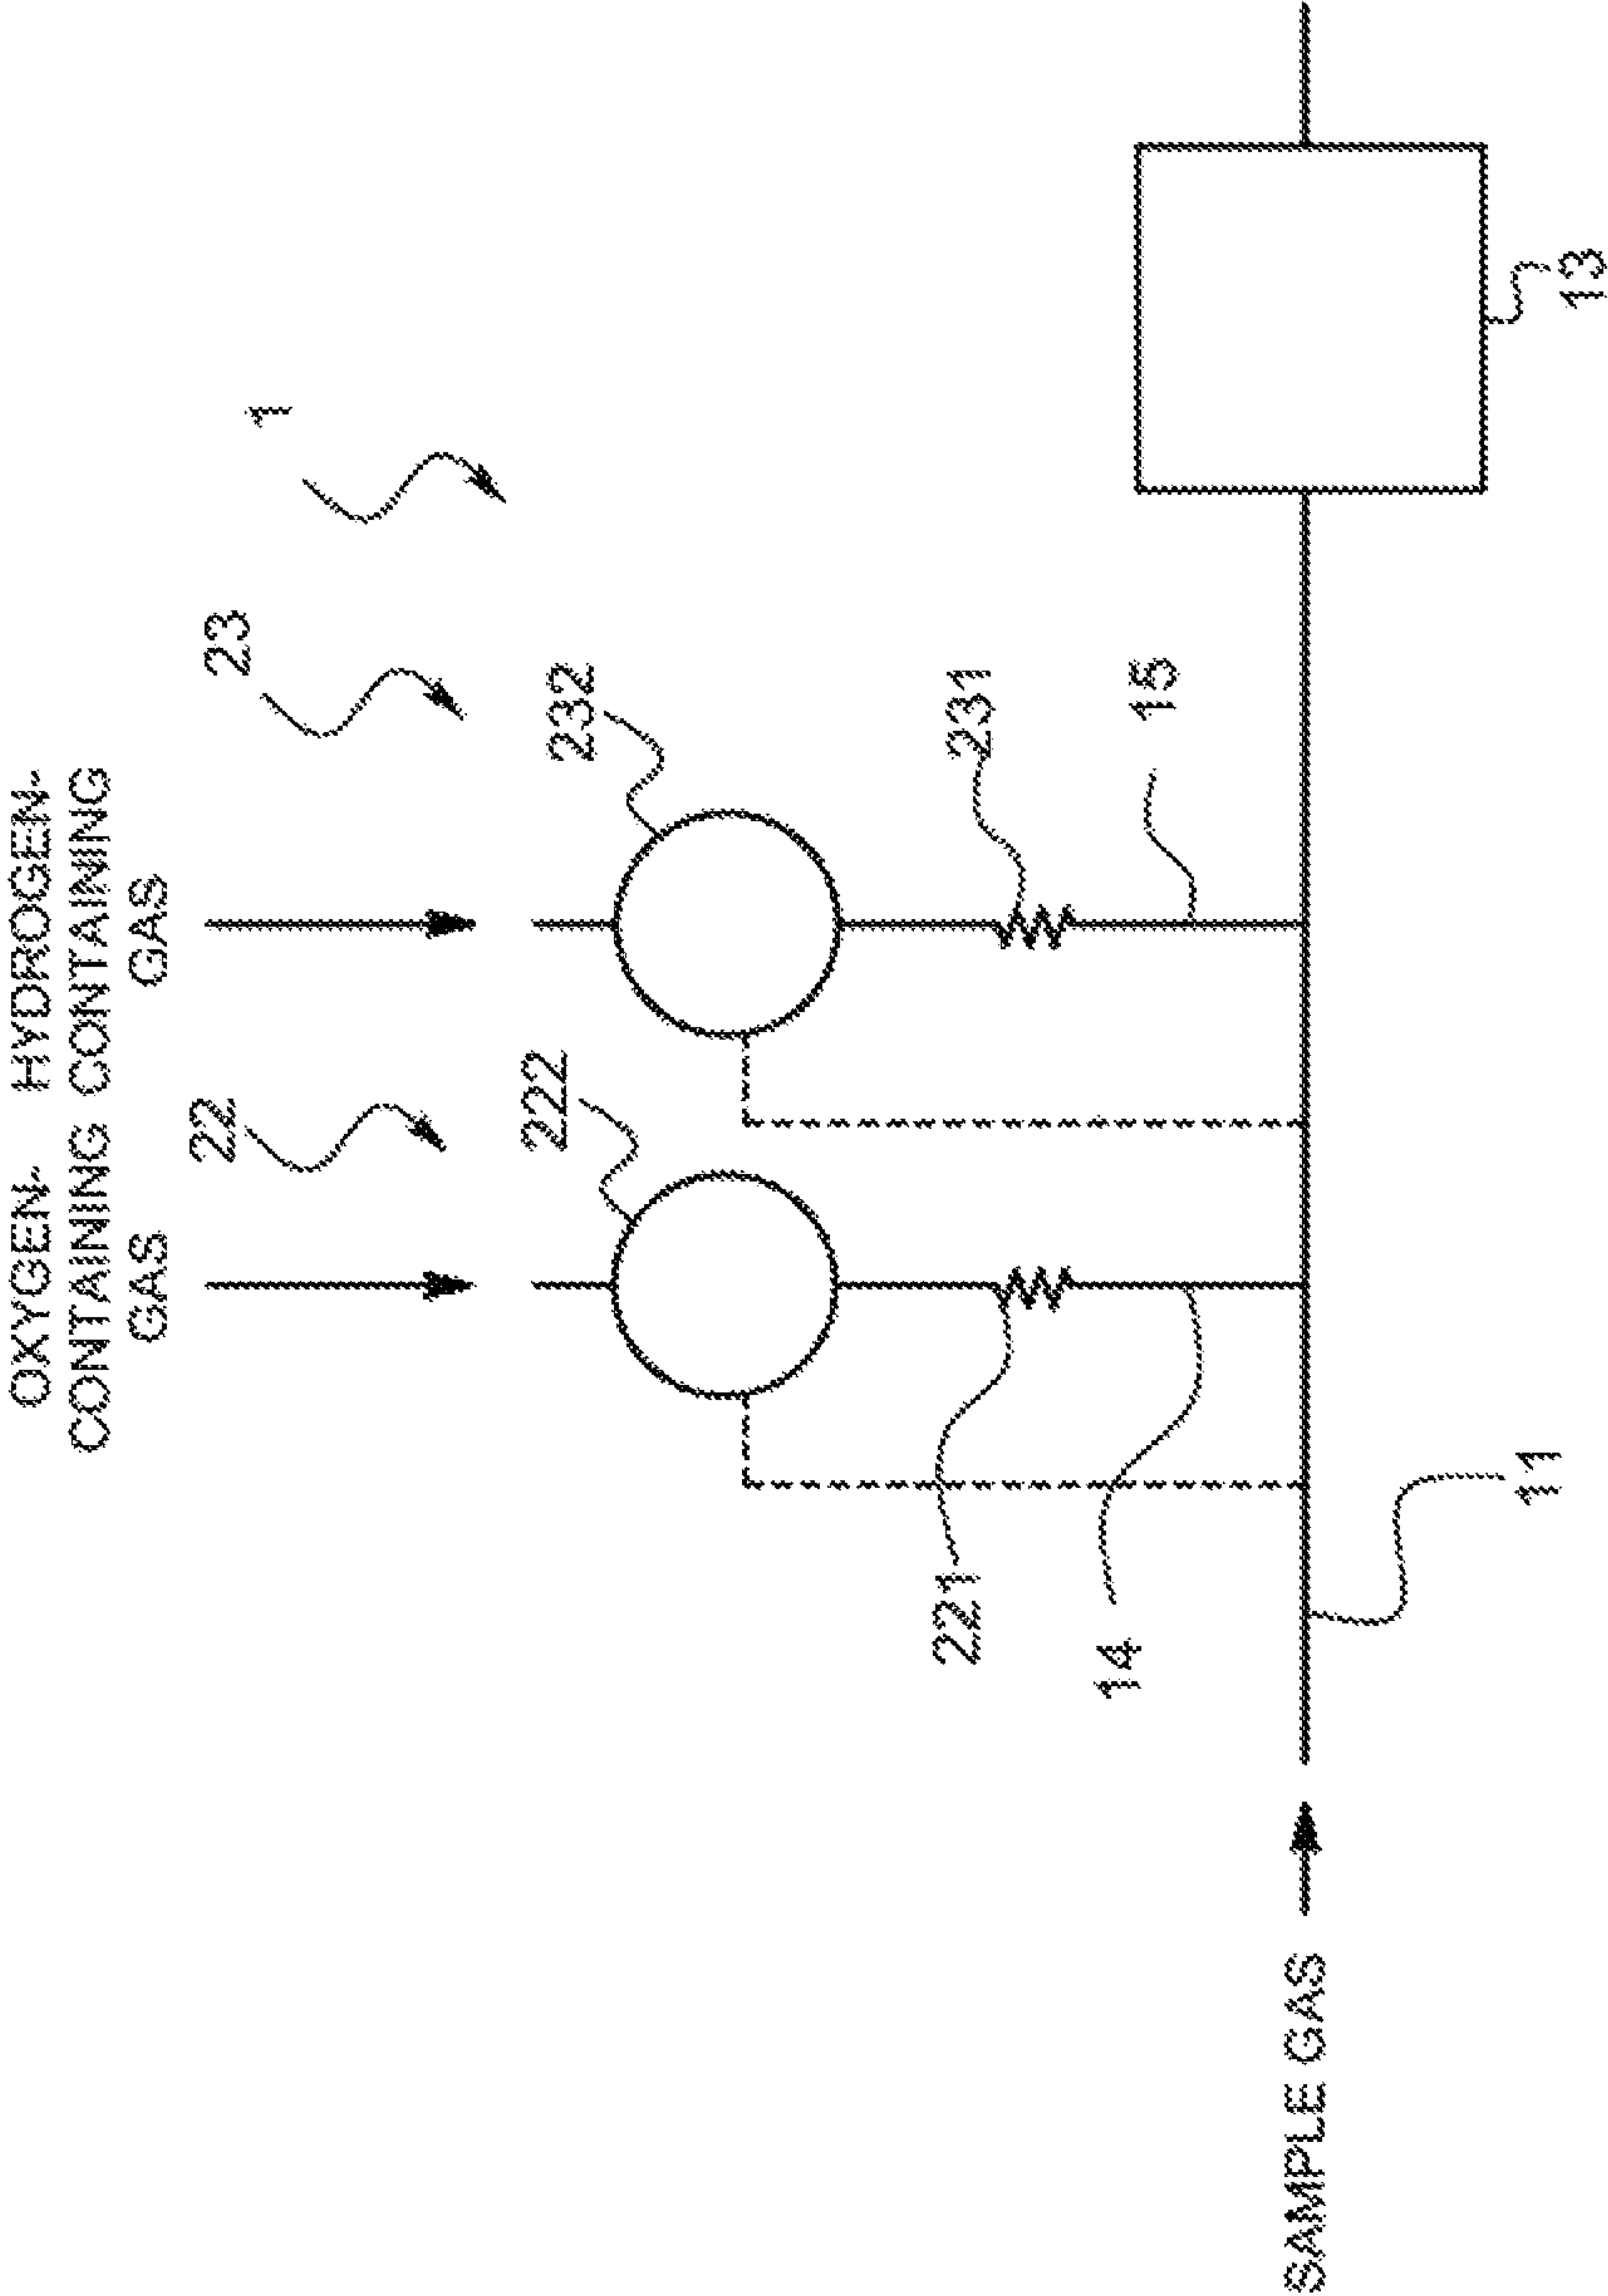 OXYGEN-
CONTAINING
GAS
HYDROGEN-
CONTAINING
GAS
22
23
1
222
232
221
231
14
15
SAMPLE GAS
11
13